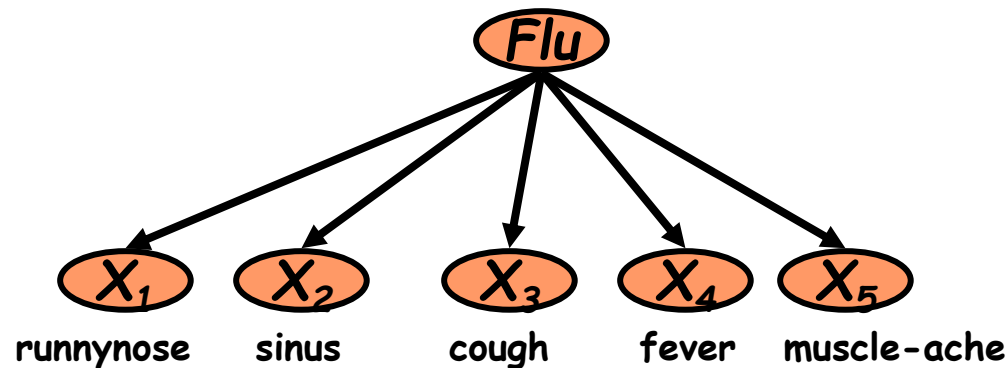 Flu
X₁ X₂ X₃ X₄ X₅
runnynose sinus cough fever muscle-ache